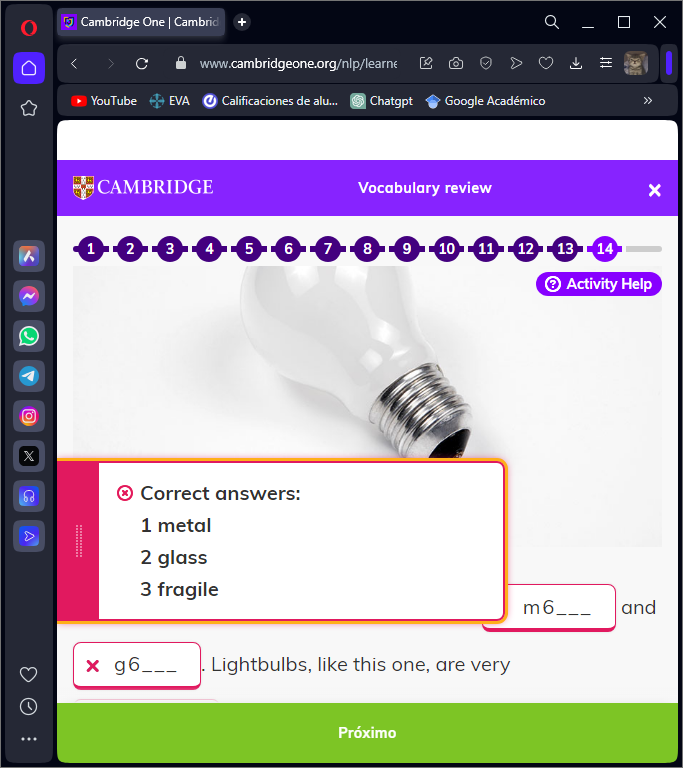 Cambridge One | Cambrid
www.cambridgeone.org/nlp/learne
YouTube EVA Calificaciones de alu... Chatgpt Google Académico »
CAMBRIDGE Vocabulary review
1 2 3 4 5 6 7 8 9 10 11 12 13 14
Activity Help
Correct answers:
1 metal
2 glass
3 fragile
m6___ and
g6___ . Lightbulbs, like this one, are very
Próximo